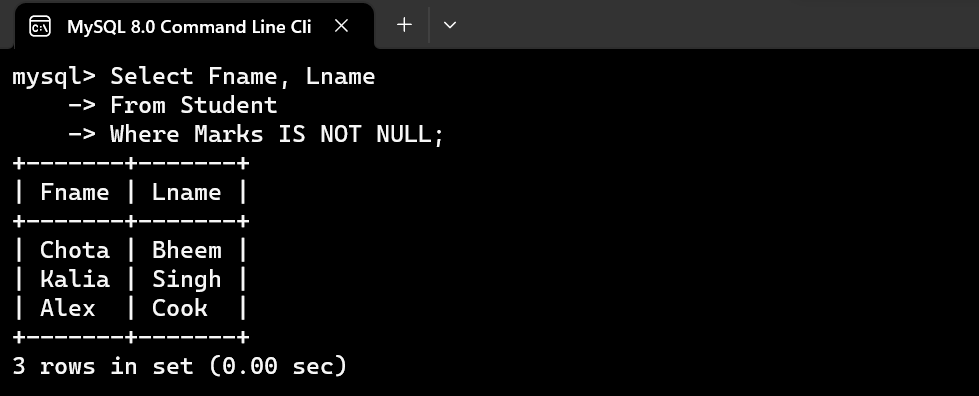 MySQL 8.0 Command Line Cli
mysql> Select Fname, Lname
    -> From Student
    -> Where Marks IS NOT NULL;
+-------+-------+
| Fname | Lname |
+-------+-------+
| Chota | Bheem |
| Kalia | Singh |
| Alex  | Cook  |
+-------+-------+
3 rows in set (0.00 sec)